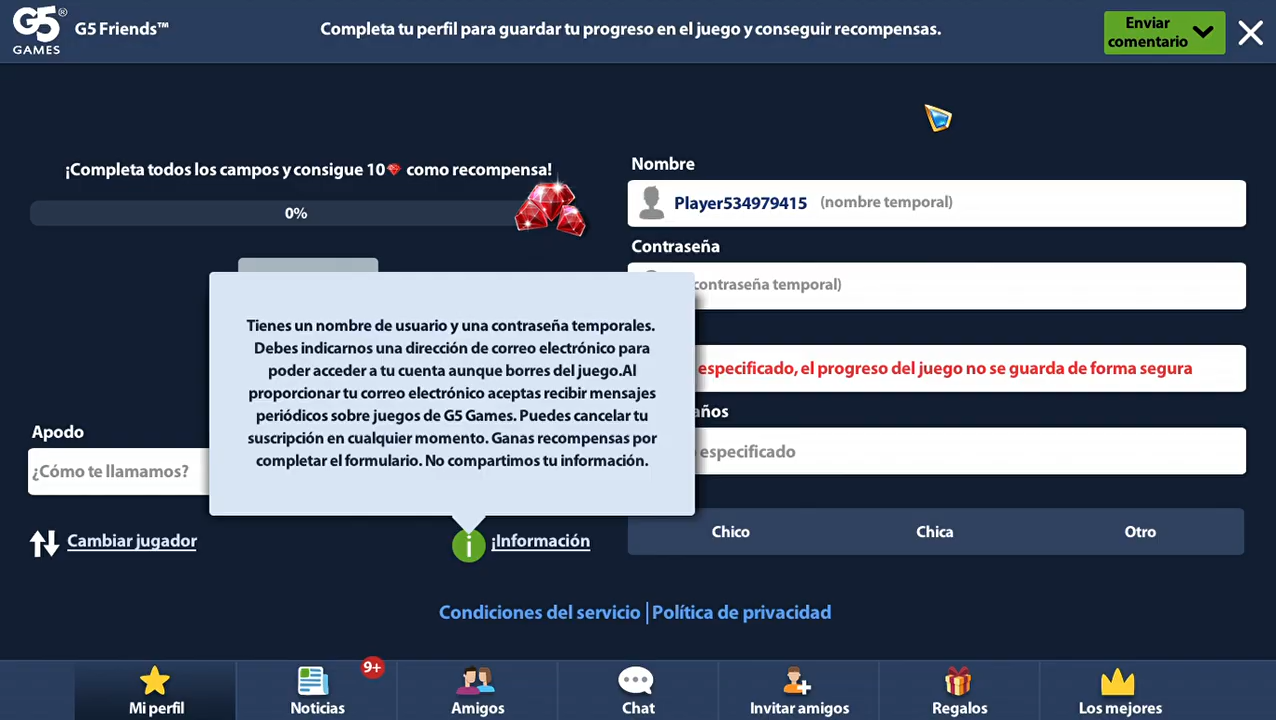 G5®
GAMES
G5 Friends™
Completa tu perfil para guardar tu progreso en el juego y conseguir recompensas.
Enviar
comentario
¡Completa todos los campos y consigue 10 como recompensa!
0%
Nombre
Player534979415 (nombre temporal)
Contraseña
contraseña temporal)
especificado, el progreso del juego no se guarda de forma segura
años
especificado
Tienes un nombre de usuario y una contraseña temporales.
Debes indicarnos una dirección de correo electrónico para
poder acceder a tu cuenta aunque borres del juego.Al
proporcionar tu correo electrónico aceptas recibir mensajes
periódicos sobre juegos de G5 Games. Puedes cancelar tu
suscripción en cualquier momento. Ganas recompensas por
completar el formulario. No compartimos tu información.
Apodo
¿Cómo te llamamos?
Cambiar jugador
i ¡Información
Chico Chica Otro
Condiciones del servicio | Política de privacidad
9+
Mi perfil Noticias Amigos Chat Invitar amigos Regalos Los mejores